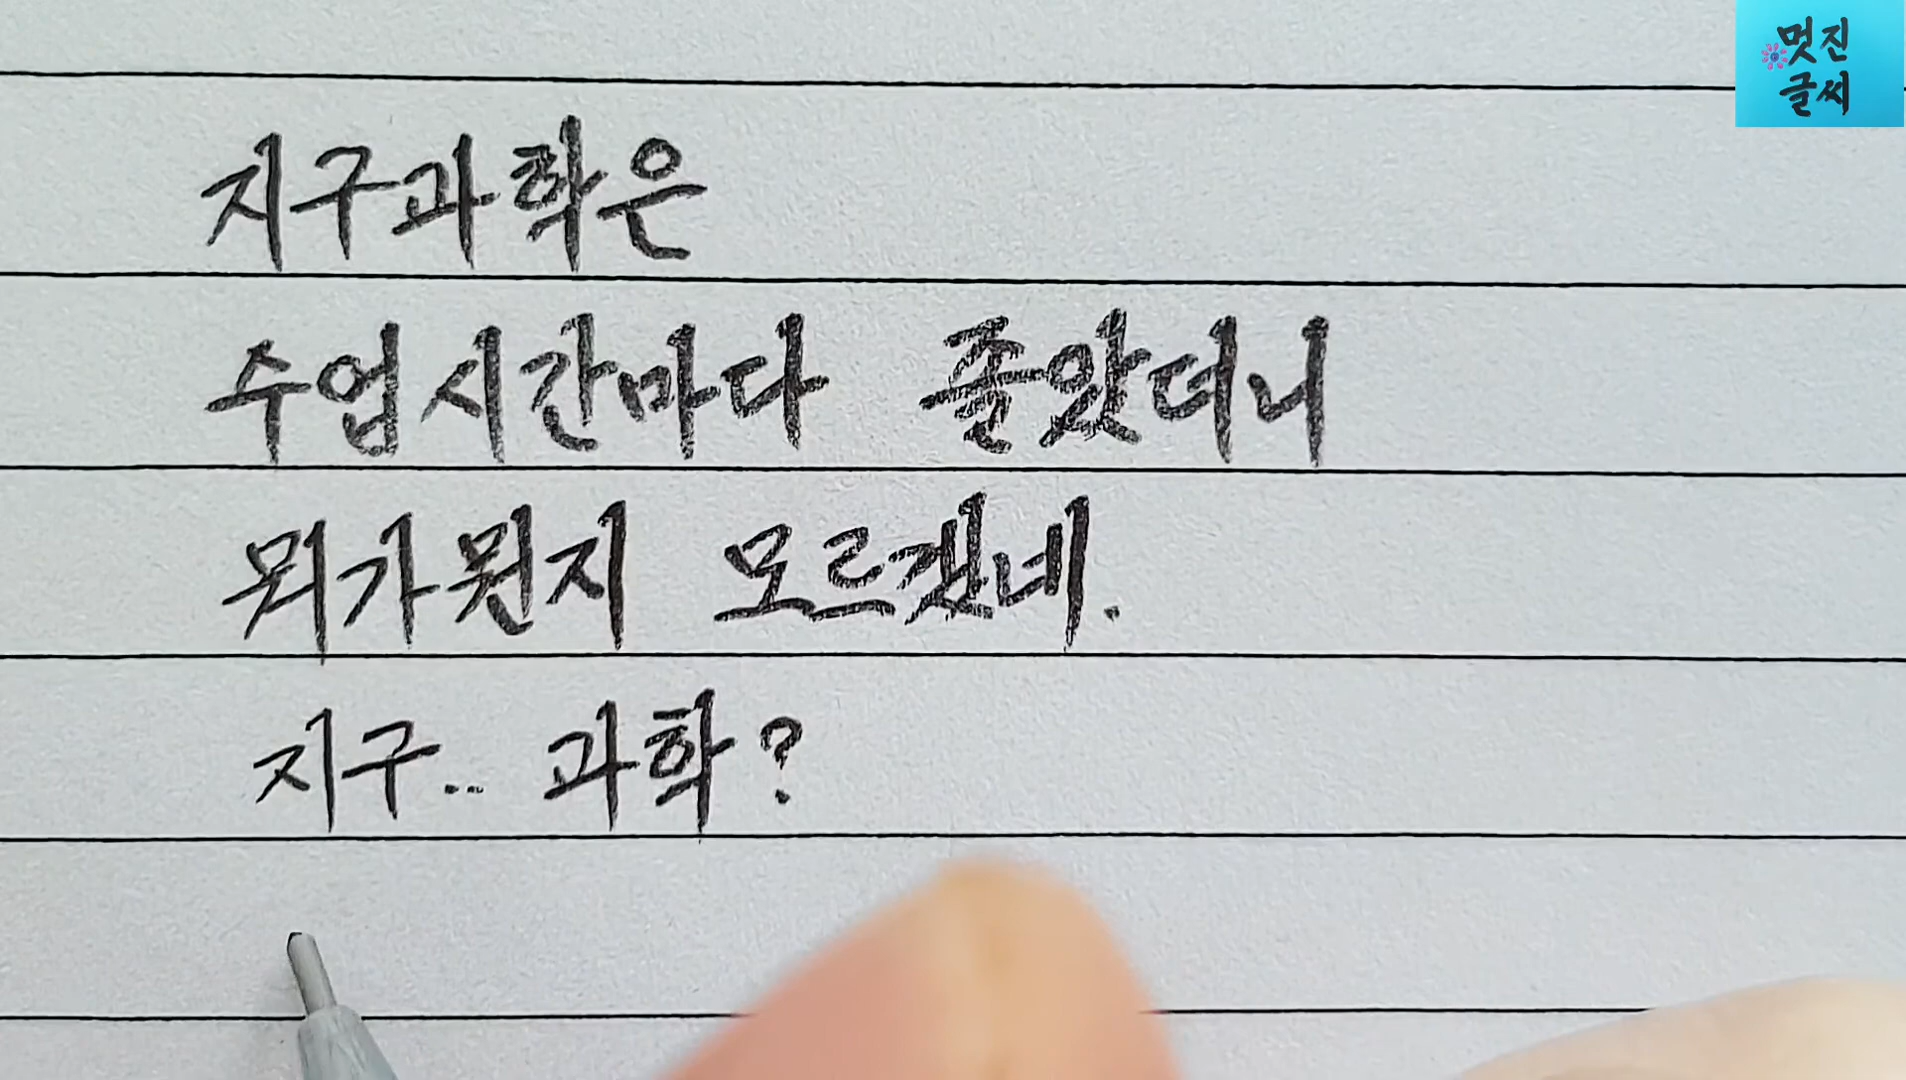 멋진
글씨
지구과학은
수업시간마다 졸았더니
뭐가뭔지 모르겠네.
지구.. 과학?